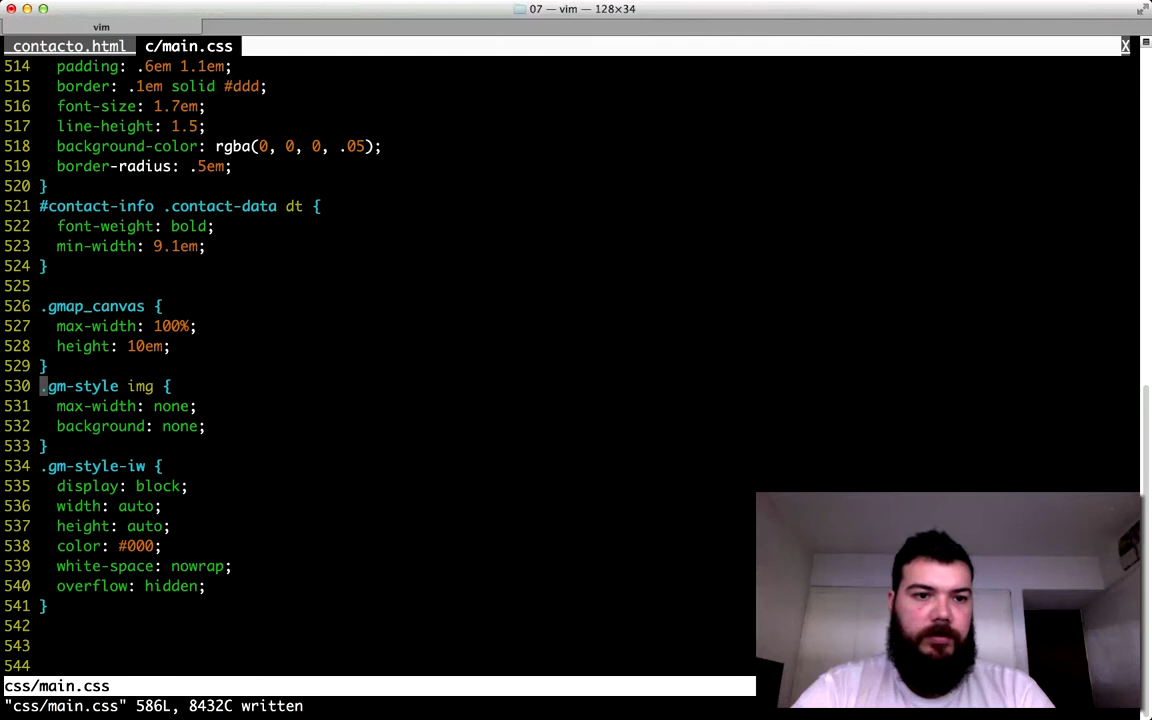 07 — vim — 128×34
vim
contacto.html c/main.css X
514 padding: .6em 1.1em;
515 border: .1em solid #ddd;
516 font-size: 1.7em;
517 line-height: 1.5;
518 background-color: rgba(0, 0, 0, .05);
519 border-radius: .5em;
520 }
521 #contact-info .contact-data dt {
522 font-weight: bold;
523 min-width: 9.1em;
524 }
525
526 .gmap_canvas {
527 max-width: 100%;
528 height: 10em;
529 }
530 .gm-style img {
531 max-width: none;
532 background: none;
533 }
534 .gm-style-iw {
535 display: block;
536 width: auto;
537 height: auto;
538 color: #000;
539 white-space: nowrap;
540 overflow: hidden;
541 }
542
543
544
css/main.css
"css/main.css" 586L, 8432C written